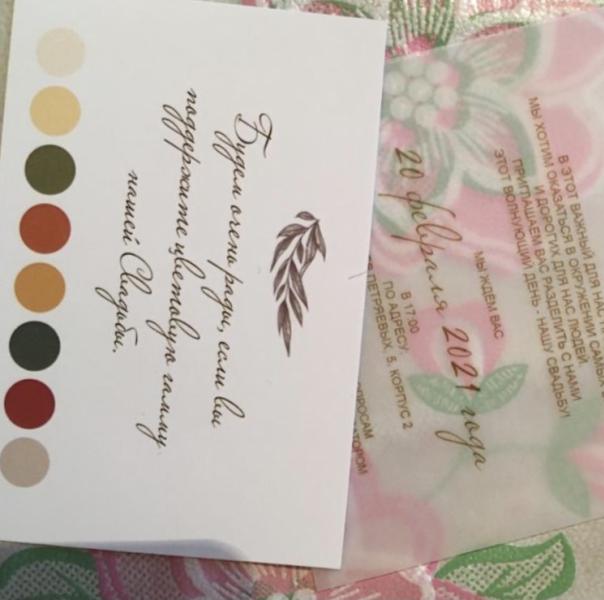 Будем очень рады, если вы
поддержите цветовую гамму
нашей Свадьбы.
В ЭТОТ ВАЖНЫЙ ДЛЯ НАС
МЫ ХОТИМ ОКАЗАТЬСЯ В ОКРУЖЕНИИ САМЫХ
И ДОРОГИХ ДЛЯ НАС ЛЮДЕЙ
ПРИГЛАШАЕМ ВАС РАЗДЕЛИТЬ С НАМИ
ЭТОТ ВОЛНУЮЩИЙ ДЕНЬ - НАШУ СВАДЬБУ!
МЫ ЖДЁМ ВАС
20 февраля 2021 года
В 17:00
ПО АДРЕСУ:
ПЕТРЯЕВЫХ, 5, КОРПУС 2